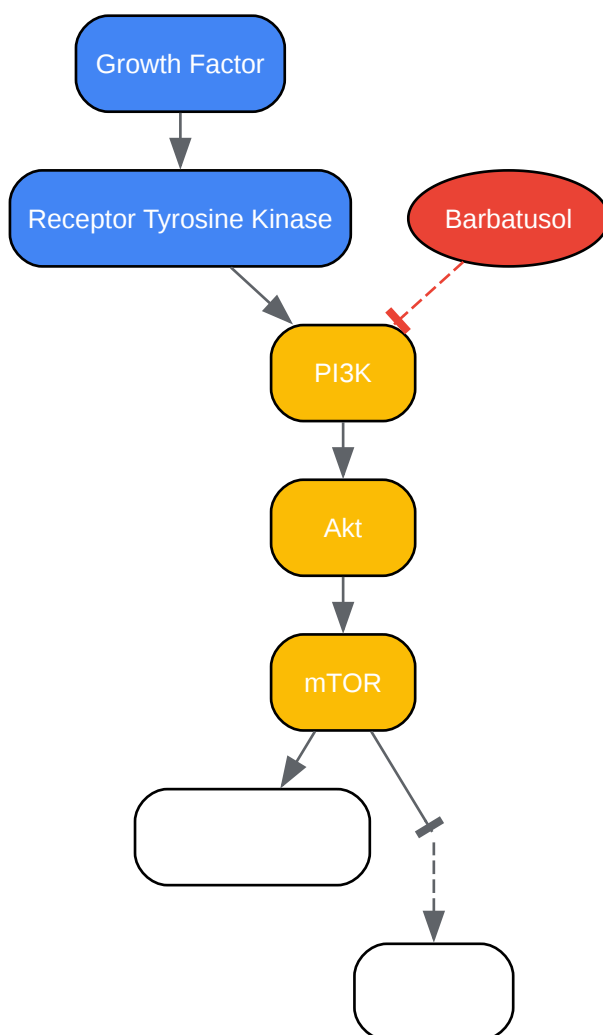 Growth Factor
Receptor Tyrosine Kinase
Barbatusol
PI3K
Akt
mTOR